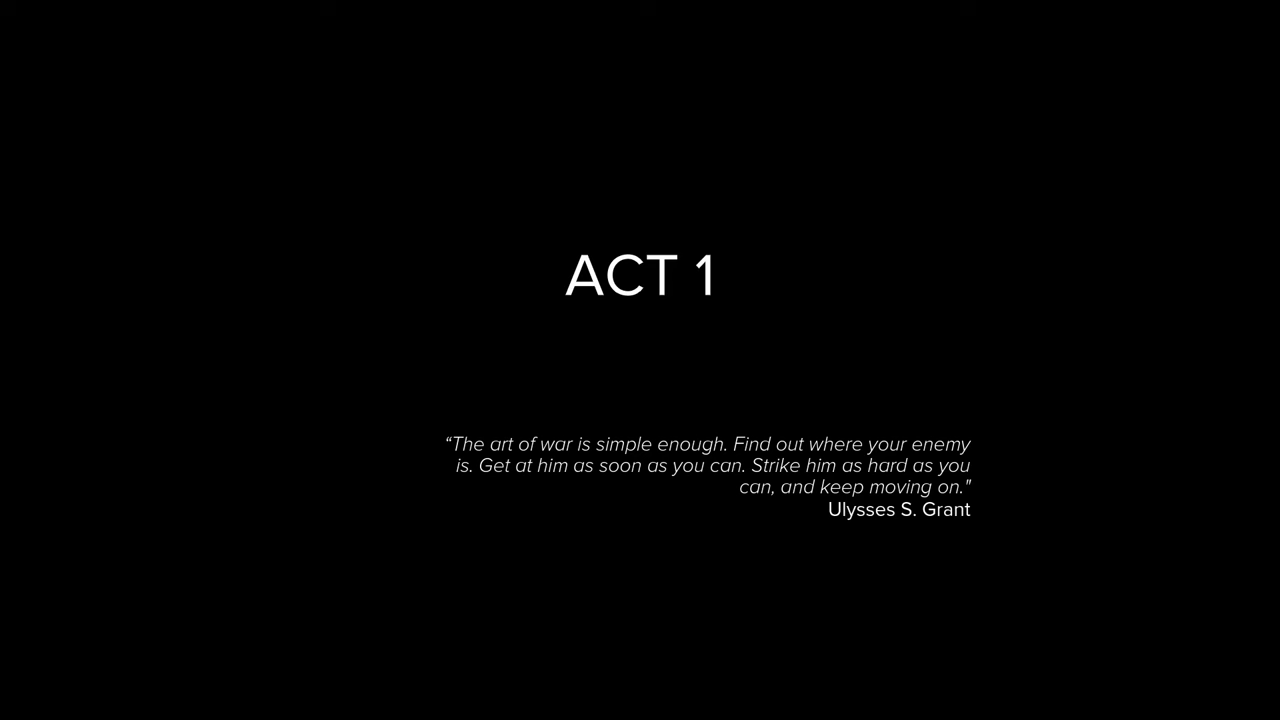 ACT 1
“The art of war is simple enough. Find out where your enemy
is. Get at him as soon as you can. Strike him as hard as you
can, and keep moving on."
Ulysses S. Grant